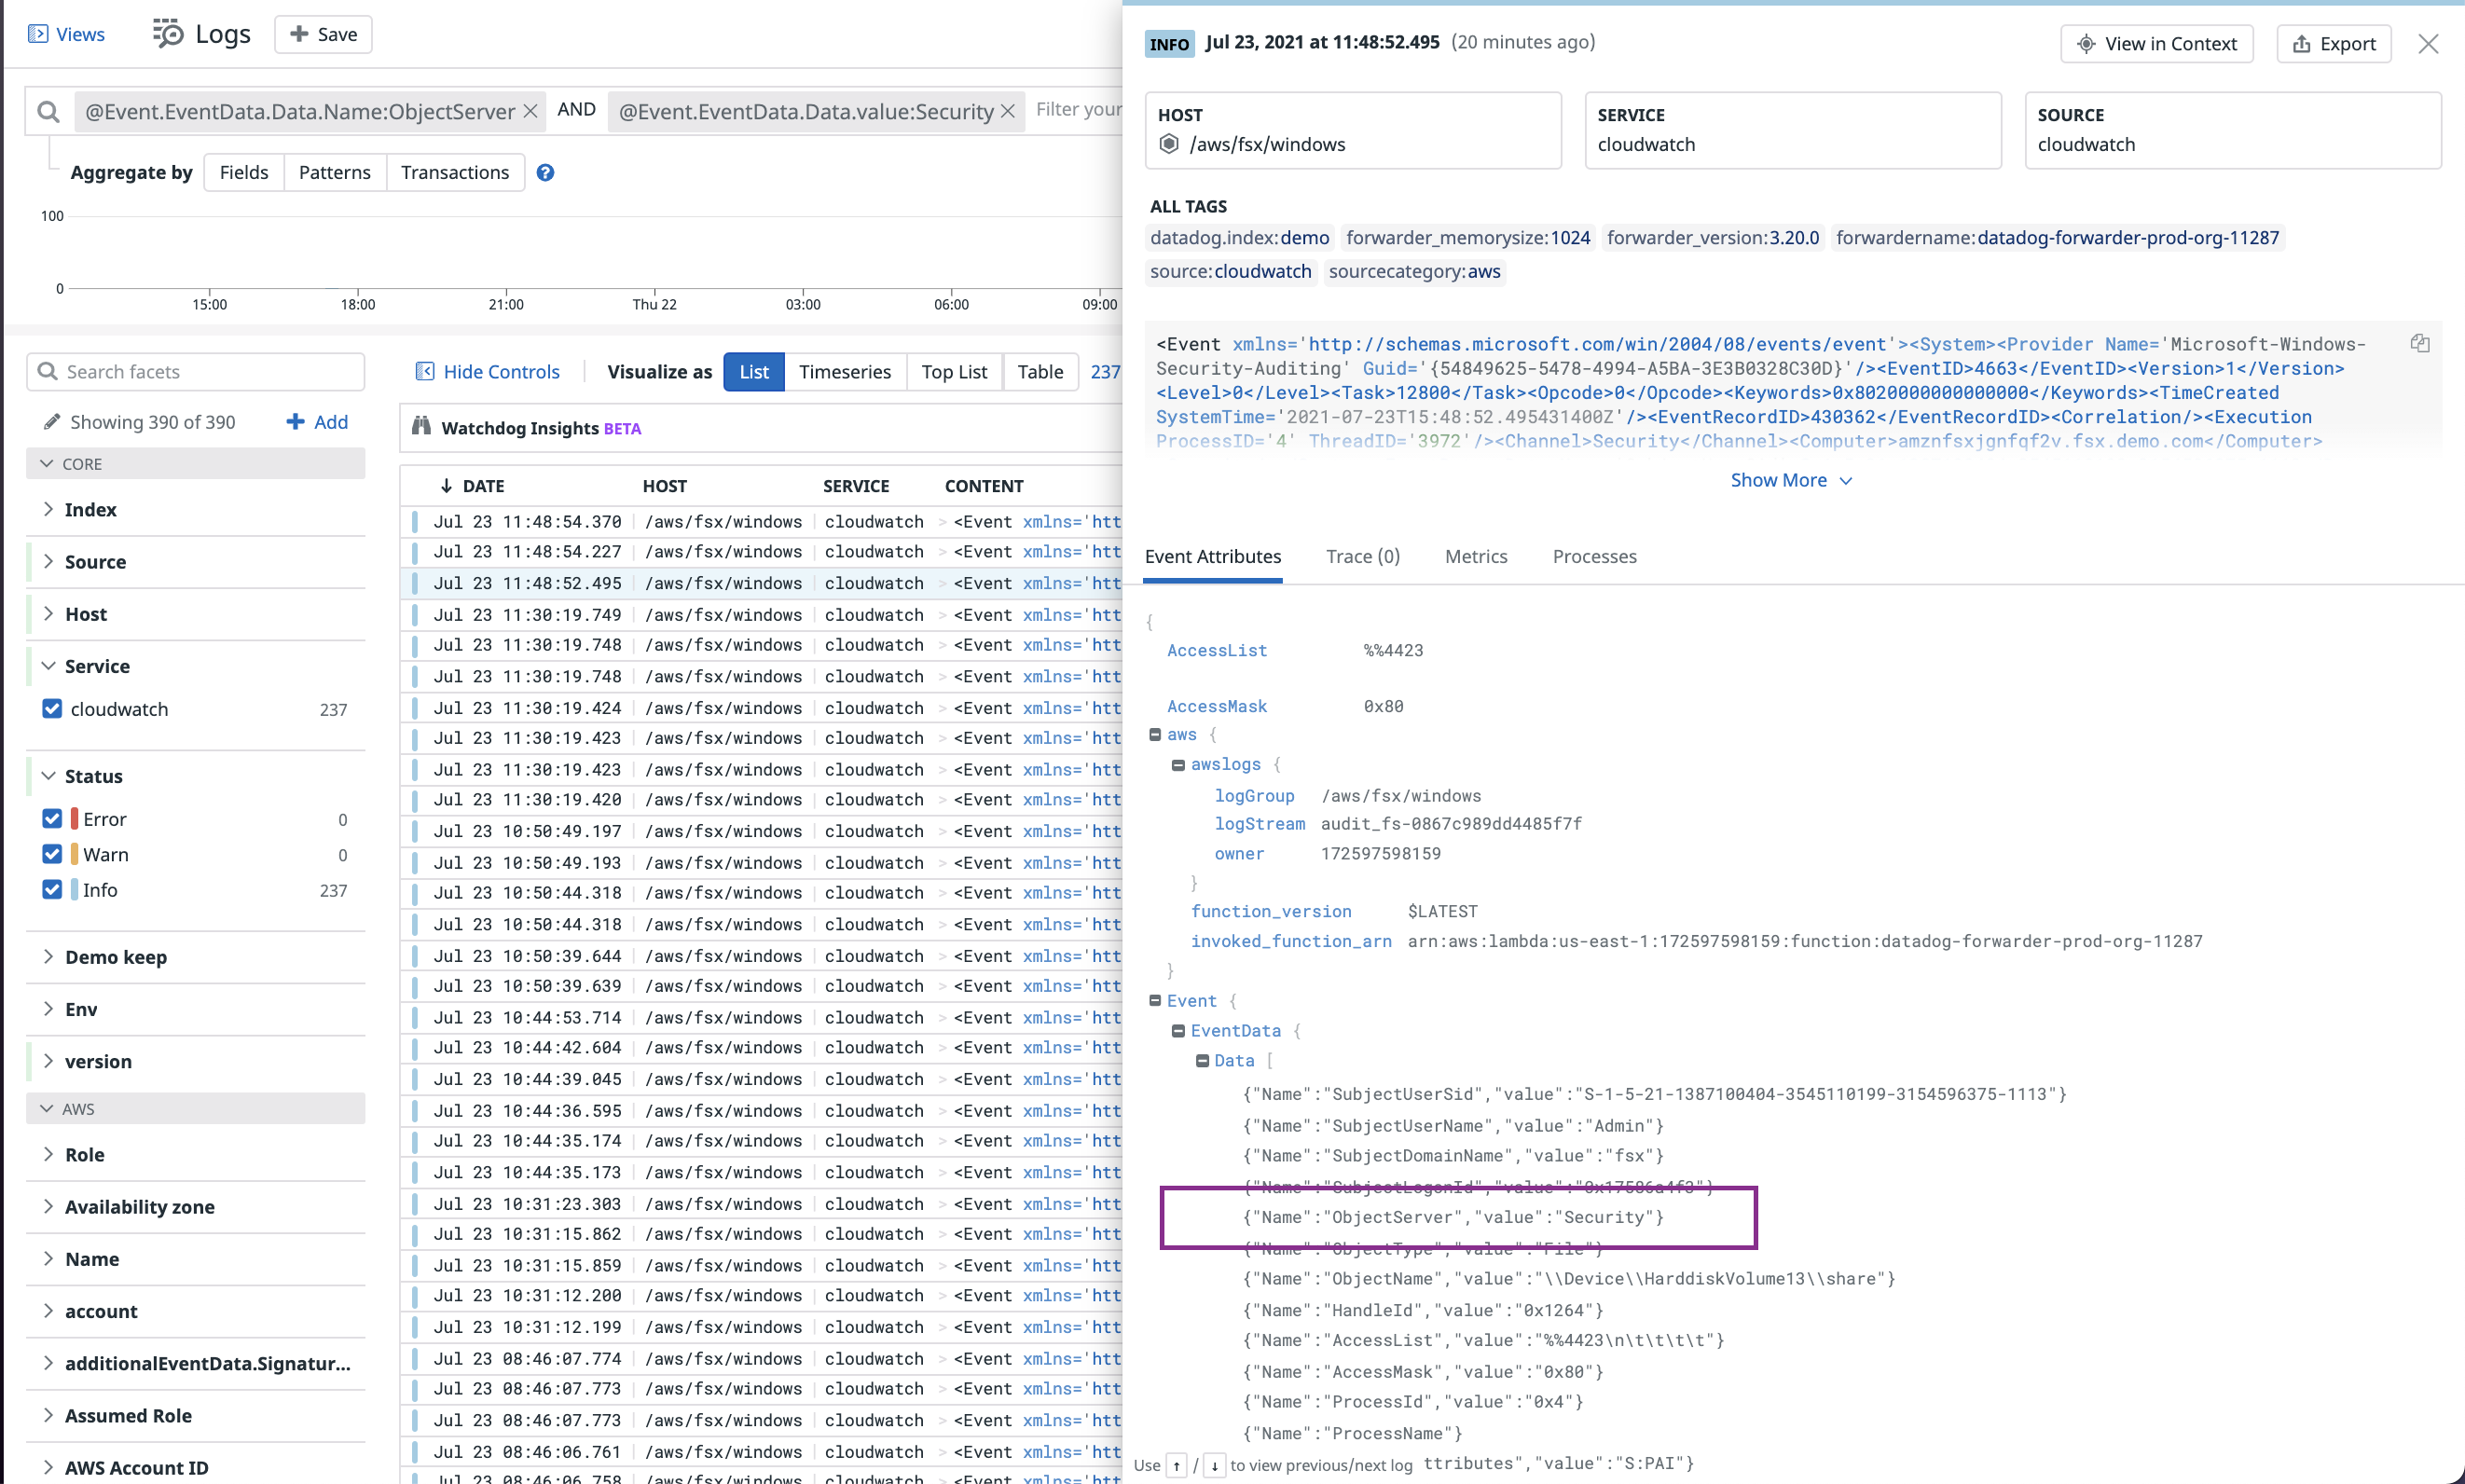 Views
Logs
Save
@Event.EventData.Data.Name:ObjectServer
AND
@Event.EventData.Data.value:Security
Filter your
Aggregate by
Fields
Patterns
Transactions
?
100
0
15:00
18:00
21:00
Thu 22
03:00
06:00
09:00
Search facets
Showing 390 of 390
Add
CORE
Index
Source
Host
Service
cloudwatch 237
Status
Error 0
Warn 0
Info 237
Demo keep
Env
version
AWS
Role
Availability zone
Name
account
additionalEventData.Signatur...
Assumed Role
AWS Account ID
Hide Controls
Visualize as
List
Timeseries
Top List
Table
237
Watchdog Insights BETA
DATE HOST SERVICE CONTENT
Jul 23 11:48:54.370 /aws/fsx/windows cloudwatch > <Event xmlns='htt
Jul 23 11:48:54.227 /aws/fsx/windows cloudwatch > <Event xmlns='htt
Jul 23 11:48:52.495 /aws/fsx/windows cloudwatch > <Event xmlns='htt
Jul 23 11:30:19.749 /aws/fsx/windows cloudwatch > <Event xmlns='htt
Jul 23 11:30:19.748 /aws/fsx/windows cloudwatch > <Event xmlns='htt
Jul 23 11:30:19.748 /aws/fsx/windows cloudwatch > <Event xmlns='htt
Jul 23 11:30:19.424 /aws/fsx/windows cloudwatch > <Event xmlns='htt
Jul 23 11:30:19.423 /aws/fsx/windows cloudwatch > <Event xmlns='htt
Jul 23 11:30:19.423 /aws/fsx/windows cloudwatch > <Event xmlns='htt
Jul 23 11:30:19.420 /aws/fsx/windows cloudwatch > <Event xmlns='htt
Jul 23 10:50:49.197 /aws/fsx/windows cloudwatch > <Event xmlns='htt
Jul 23 10:50:49.193 /aws/fsx/windows cloudwatch > <Event xmlns='htt
Jul 23 10:50:44.318 /aws/fsx/windows cloudwatch > <Event xmlns='htt
Jul 23 10:50:44.318 /aws/fsx/windows cloudwatch > <Event xmlns='htt
Jul 23 10:50:39.644 /aws/fsx/windows cloudwatch > <Event xmlns='htt
Jul 23 10:50:39.639 /aws/fsx/windows cloudwatch > <Event xmlns='htt
Jul 23 10:44:53.714 /aws/fsx/windows cloudwatch > <Event xmlns='htt
Jul 23 10:44:42.604 /aws/fsx/windows cloudwatch > <Event xmlns='htt
Jul 23 10:44:39.045 /aws/fsx/windows cloudwatch > <Event xmlns='htt
Jul 23 10:44:36.595 /aws/fsx/windows cloudwatch > <Event xmlns='htt
Jul 23 10:44:35.174 /aws/fsx/windows cloudwatch > <Event xmlns='htt
Jul 23 10:44:35.173 /aws/fsx/windows cloudwatch > <Event xmlns='htt
Jul 23 10:31:23.303 /aws/fsx/windows cloudwatch > <Event xmlns='htt
Jul 23 10:31:15.862 /aws/fsx/windows cloudwatch > <Event xmlns='htt
Jul 23 10:31:15.859 /aws/fsx/windows cloudwatch > <Event xmlns='htt
Jul 23 10:31:12.200 /aws/fsx/windows cloudwatch > <Event xmlns='htt
Jul 23 10:31:12.199 /aws/fsx/windows cloudwatch > <Event xmlns='htt
Jul 23 08:46:07.774 /aws/fsx/windows cloudwatch > <Event xmlns='htt
Jul 23 08:46:07.773 /aws/fsx/windows cloudwatch > <Event xmlns='htt
Jul 23 08:46:07.773 /aws/fsx/windows cloudwatch > <Event xmlns='htt
Jul 23 08:46:06.761 /aws/fsx/windows cloudwatch > <Event xmlns='htt
Jul 23 08:46:06.758 /aws/fsx/windows cloudwatch > <Event xmlns='htt
INFO Jul 23, 2021 at 11:48:52.495 (20 minutes ago)
View in Context
Export
HOST
/aws/fsx/windows
SERVICE
cloudwatch
SOURCE
cloudwatch
ALL TAGS
datadog.index:demo forwarder_memorysize:1024 forwarder_version:3.20.0 forwardername:datadog-forwarder-prod-org-11287
source:cloudwatch sourcecategory:aws
<Event xmlns='http://schemas.microsoft.com/win/2004/08/events/event'><System><Provider Name='Microsoft-Windows-
Security-Auditing' Guid='{54849625-5478-4994-A5BA-3E3B0328C30D}'/><EventID>4663</EventID><Version>1</Version>
<Level>0</Level><Task>12800</Task><Opcode>0</Opcode><Keywords>0x8020000000000000</Keywords><TimeCreated
SystemTime='2021-07-23T15:48:52.495431400Z'/><EventRecordID>430362</EventRecordID><Correlation/><Execution
ProcessID='4' ThreadID='3972'/><Channel>Security</Channel><Computer>amznfsxjgnfqf2v.fsx.demo.com</Computer>
Show More
Event Attributes
Trace (0)
Metrics
Processes
{
AccessList %%4423
AccessMask 0x80
aws {
awslogs {
logGroup /aws/fsx/windows
logStream audit_fs-0867c989dd4485f7f
owner 172597598159
}
function_version $LATEST
invoked_function_arn arn:aws:lambda:us-east-1:172597598159:function:datadog-forwarder-prod-org-11287
}
Event {
EventData {
Data [
{"Name":"SubjectUserSid","value":"S-1-5-21-1387100404-3545110199-3154596375-1113"}
{"Name":"SubjectUserName","value":"Admin"}
{"Name":"SubjectDomainName","value":"fsx"}
{"Name":"SubjectLogonId","value":"0x17586a4f3"}
{"Name":"ObjectServer","value":"Security"}
{"Name":"ObjectType","value":"File"}
{"Name":"ObjectName","value":"\\Device\\HarddiskVolume13\\share"}
{"Name":"HandleId","value":"0x1264"}
{"Name":"AccessList","value":"%%4423\n\t\t\t\t"}
{"Name":"AccessMask","value":"0x80"}
{"Name":"ProcessId","value":"0x4"}
{"Name":"ProcessName"}
Use ↑ / ↓ to view previous/next log ttributes","value":"S:PAI"}